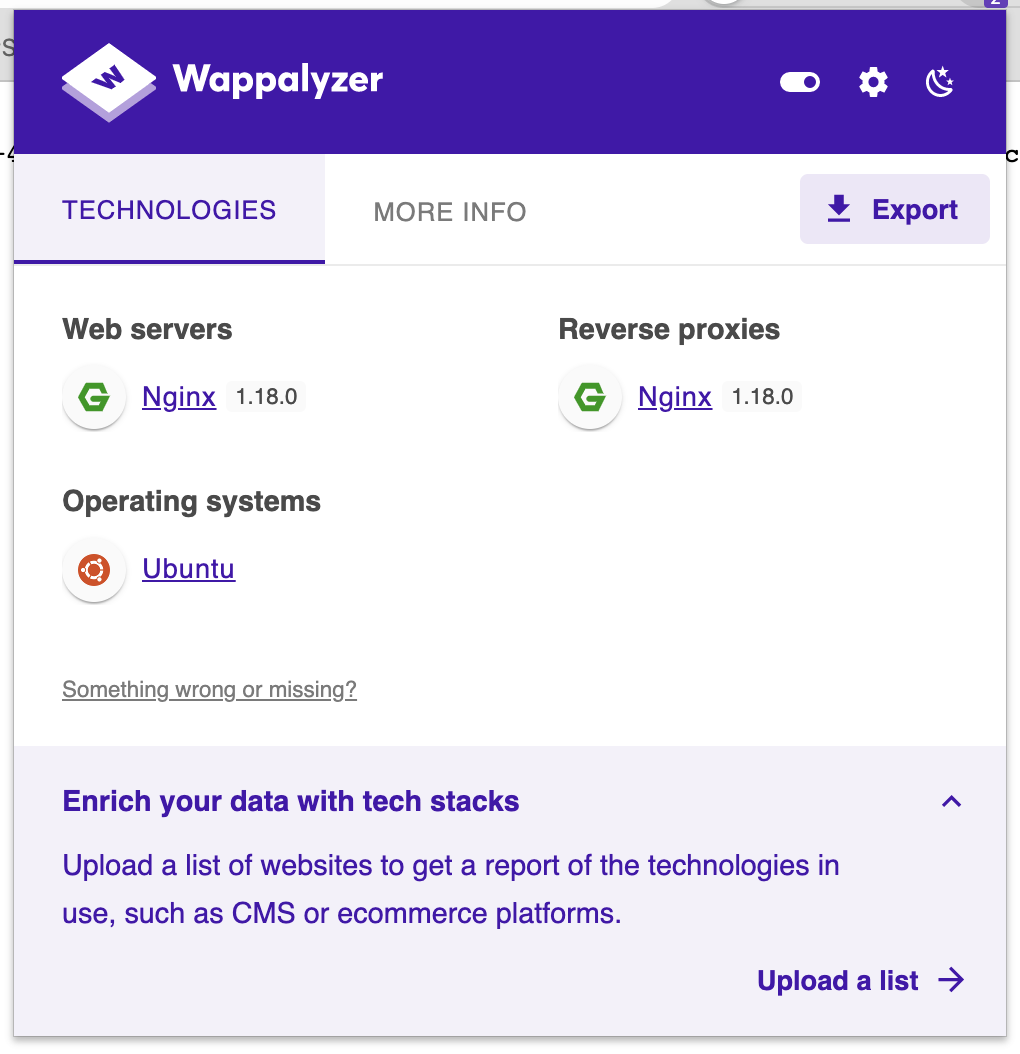 Wappalyzer
TECHNOLOGIES
MORE INFO
Export
Web servers
Nginx 1.18.0
Reverse proxies
Nginx 1.18.0
Operating systems
Ubuntu
Something wrong or missing?
Enrich your data with tech stacks
Upload a list of websites to get a report of the technologies in
use, such as CMS or ecommerce platforms.
Upload a list